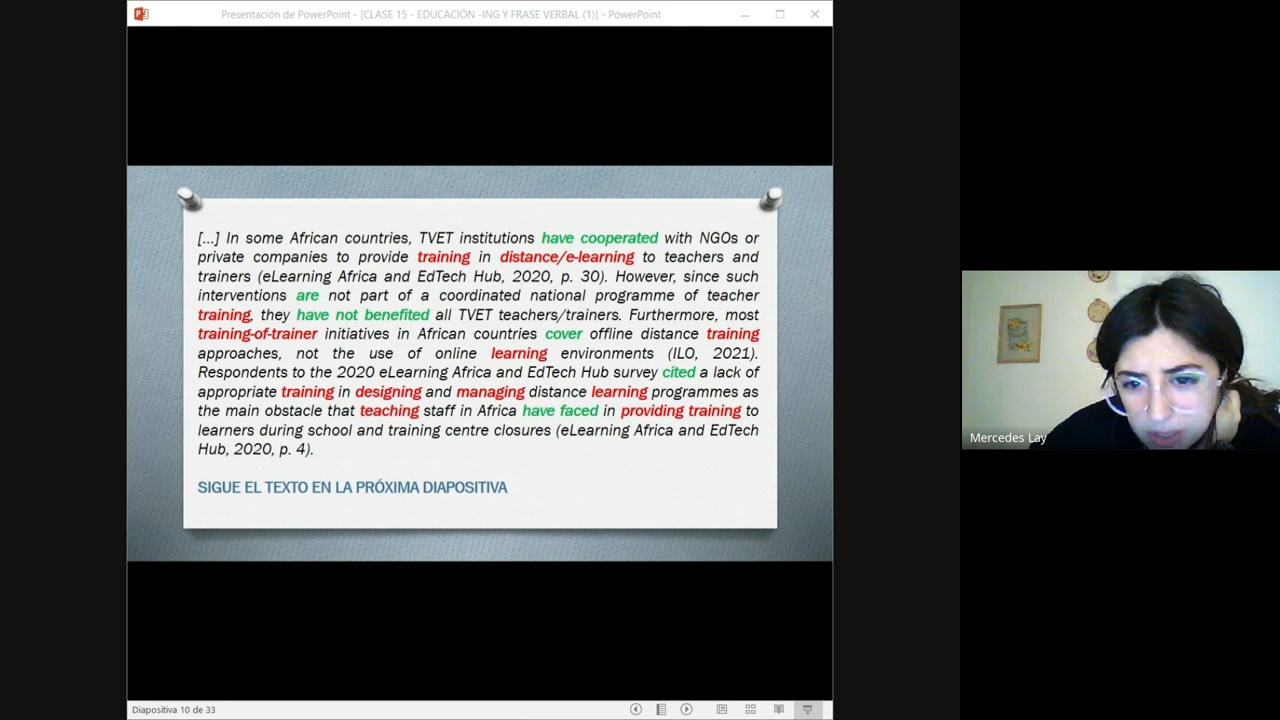 Presentación de PowerPoint - [CLASE 15 - EDUCACIÓN -ING Y FRASE VERBAL (1)] - PowerPoint
[...] In some African countries, TVET institutions have cooperated with NGOs or
private companies to provide training in distance/e-learning to teachers and
trainers (eLearning Africa and EdTech Hub, 2020, p. 30). However, since such
interventions are not part of a coordinated national programme of teacher
training, they have not benefited all TVET teachers/trainers. Furthermore, most
training-of-trainer initiatives in African countries cover offline distance training
approaches, not the use of online learning environments (ILO, 2021).
Respondents to the 2020 eLearning Africa and EdTech Hub survey cited a lack of
appropriate training in designing and managing distance learning programmes as
the main obstacle that teaching staff in Africa have faced in providing training to
learners during school and training centre closures (eLearning Africa and EdTech
Hub, 2020, p. 4).
SIGUE EL TEXTO EN LA PRÓXIMA DIAPOSITIVA
Mercedes Lay
Diapositiva 10 de 33